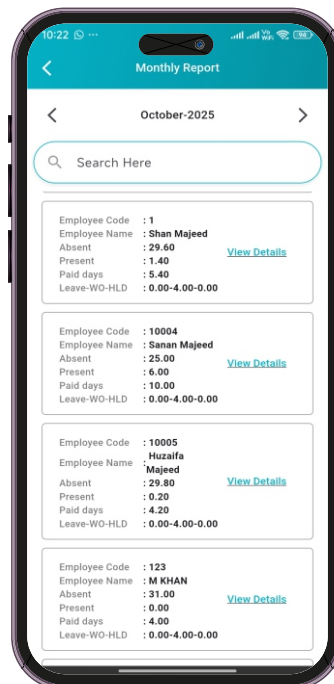 10:22
Vo WiFi 94
Monthly Report
October-2025
Search Here
Employee Code : 1
Employee Name : Shan Majeed
Absent : 29.60
Present : 1.40
Paid days : 5.40
Leave-WO-HLD : 0.00-4.00-0.00
View Details
Employee Code : 10004
Employee Name : Sanan Majeed
Absent : 25.00
Present : 6.00
Paid days : 10.00
Leave-WO-HLD : 0.00-4.00-0.00
View Details
Employee Code : 10005
Employee Name : Huzaifa
Majeed
Absent : 29.80
Present : 0.20
Paid days : 4.20
Leave-WO-HLD : 0.00-4.00-0.00
View Details
Employee Code : 123
Employee Name : M KHAN
Absent : 31.00
Present : 0.00
Paid days : 4.00
Leave-WO-HLD : 0.00-4.00-0.00
View Details